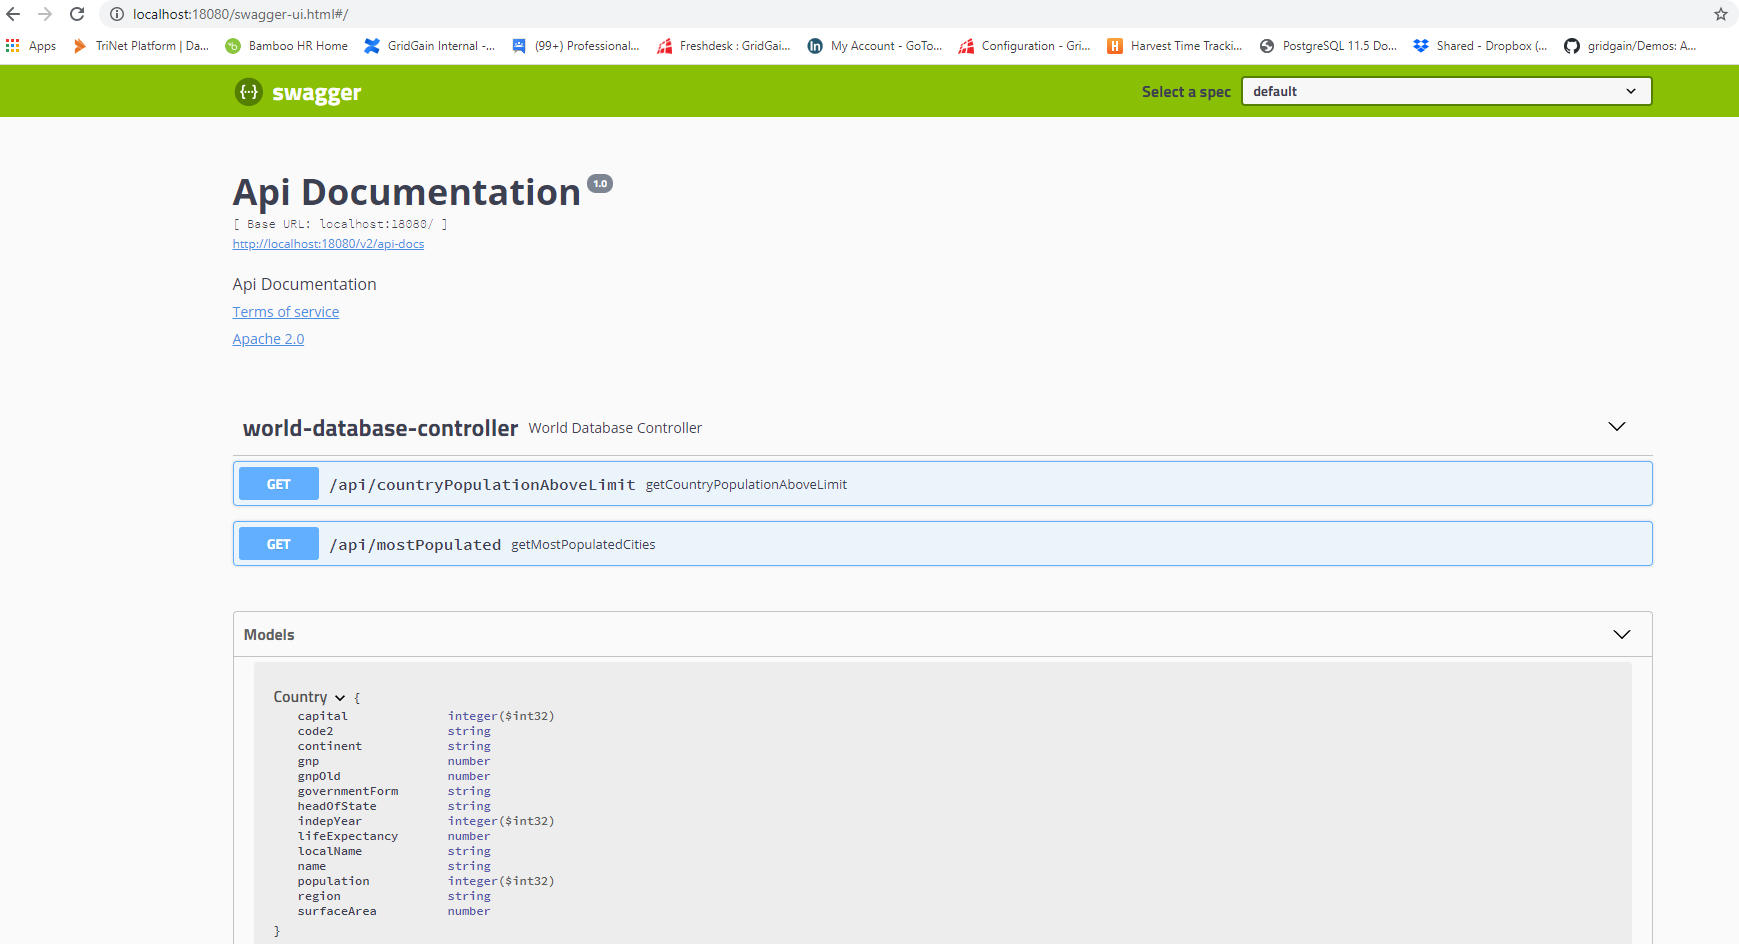 localhost:18080/swagger-ui.html#/
Apps TriNet Platform | Da... Bamboo HR Home GridGain Internal -... (99+) Professional... Freshdesk : GridGai... My Account - GoTo... Configuration - Gri... Harvest Time Tracki... PostgreSQL 11.5 Do... Shared - Dropbox (... gridgain/Demos: A...
{··} swagger Select a spec default
Api Documentation 1.0
[ Base URL: localhost:18080/ ]
http://localhost:18080/v2/api-docs
Api Documentation
Terms of service
Apache 2.0
world-database-controller World Database Controller
GET /api/countryPopulationAboveLimit getCountryPopulationAboveLimit
GET /api/mostPopulated getMostPopulatedCities
Models
Country {
capital integer($int32)
code2 string
continent string
gnp number
gnpOld number
governmentForm string
headOfState string
indepYear integer($int32)
lifeExpectancy number
localName string
name string
population integer($int32)
region string
surfaceArea number
}